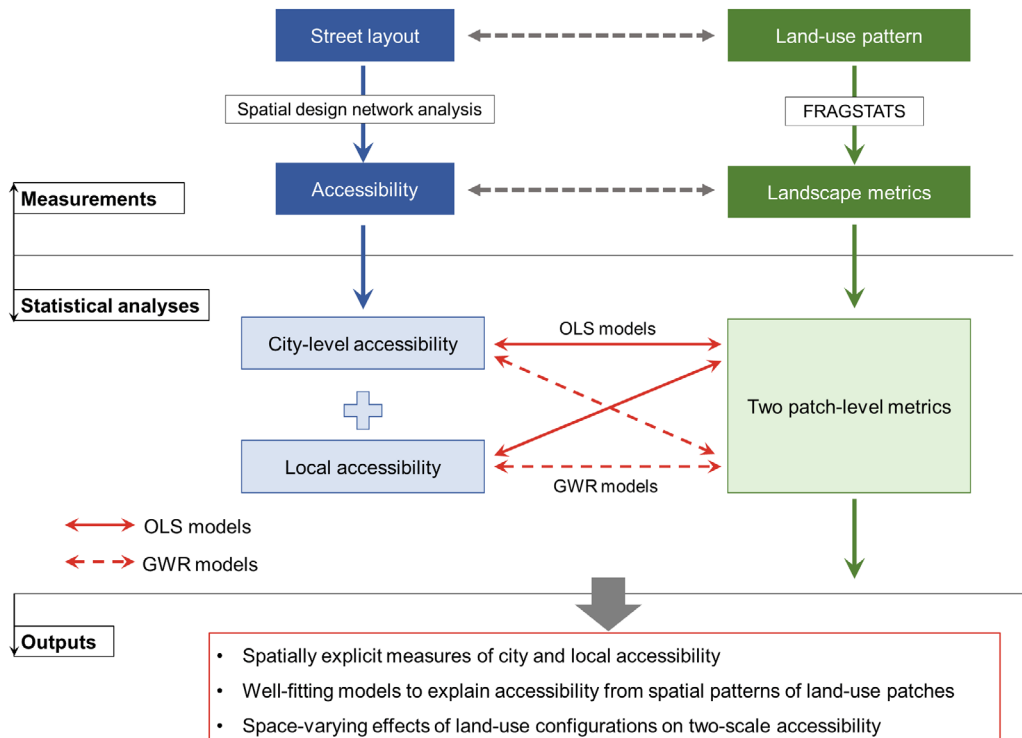 Street layout
Land-use pattern
Spatial design network analysis
FRAGSTATS
Accessibility
Landscape metrics
Measurements
Statistical analyses
City-level accessibility
OLS models
Two patch-level metrics
Local accessibility
GWR models
OLS models
GWR models
Outputs
• Spatially explicit measures of city and local accessibility
• Well-fitting models to explain accessibility from spatial patterns of land-use patches
• Space-varying effects of land-use configurations on two-scale accessibility